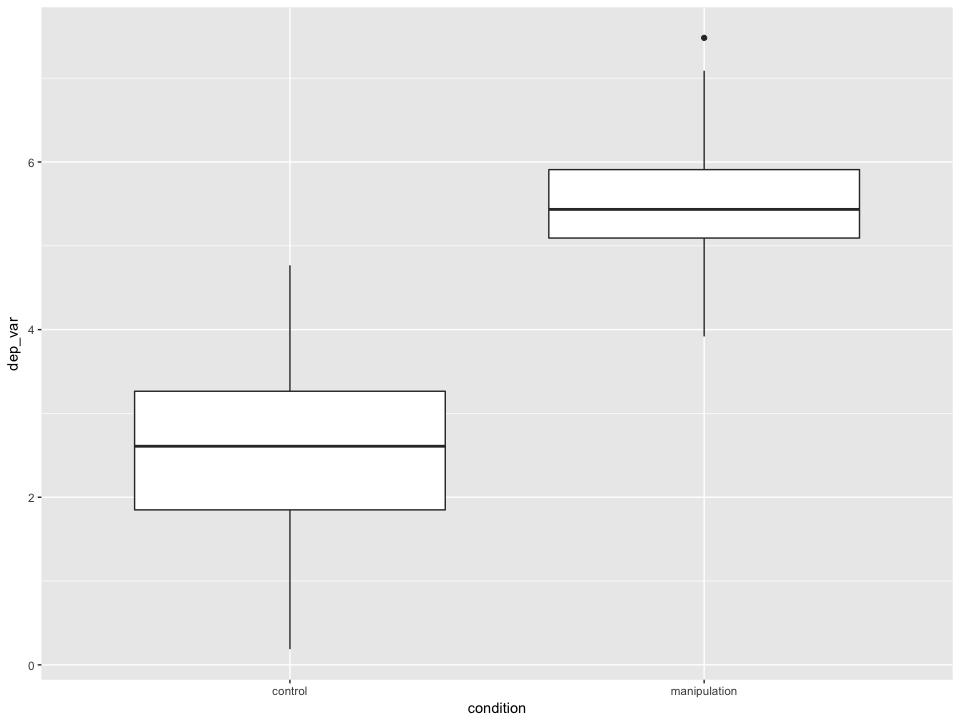 dep_var
6
4
2
0
control
manipulation
condition